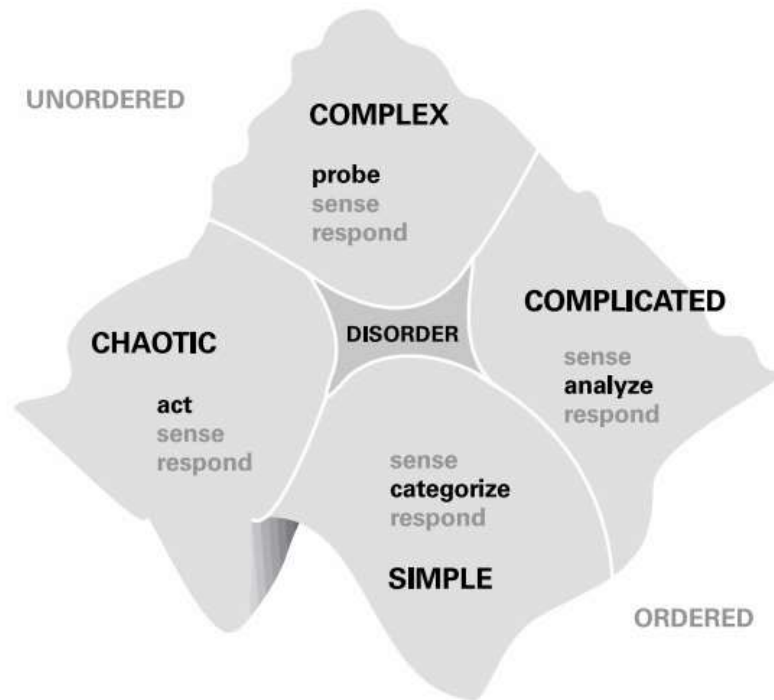 UNORDERED
COMPLEX
probe
sense
respond
COMPLICATED
sense
analyze
respond
DISORDER
CHAOTIC
act
sense
respond
sense
categorize
respond
SIMPLE
ORDERED